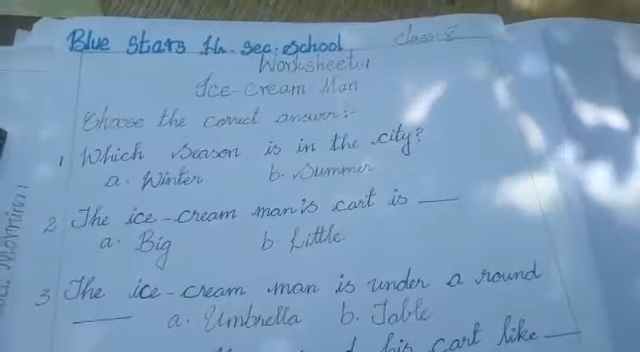 Blue Stars Hr. Sec. School
Class: V
Worksheet 1
Ice-Cream Man
Choose the correct answer:-
1 Which season is in the city?
a. Winter b. Summer
2 The ice-cream man's cart is ___
a. Big b. Little.
3 The ice-cream man is under a round
___ a. Umbrella b. Table
his cart like ___